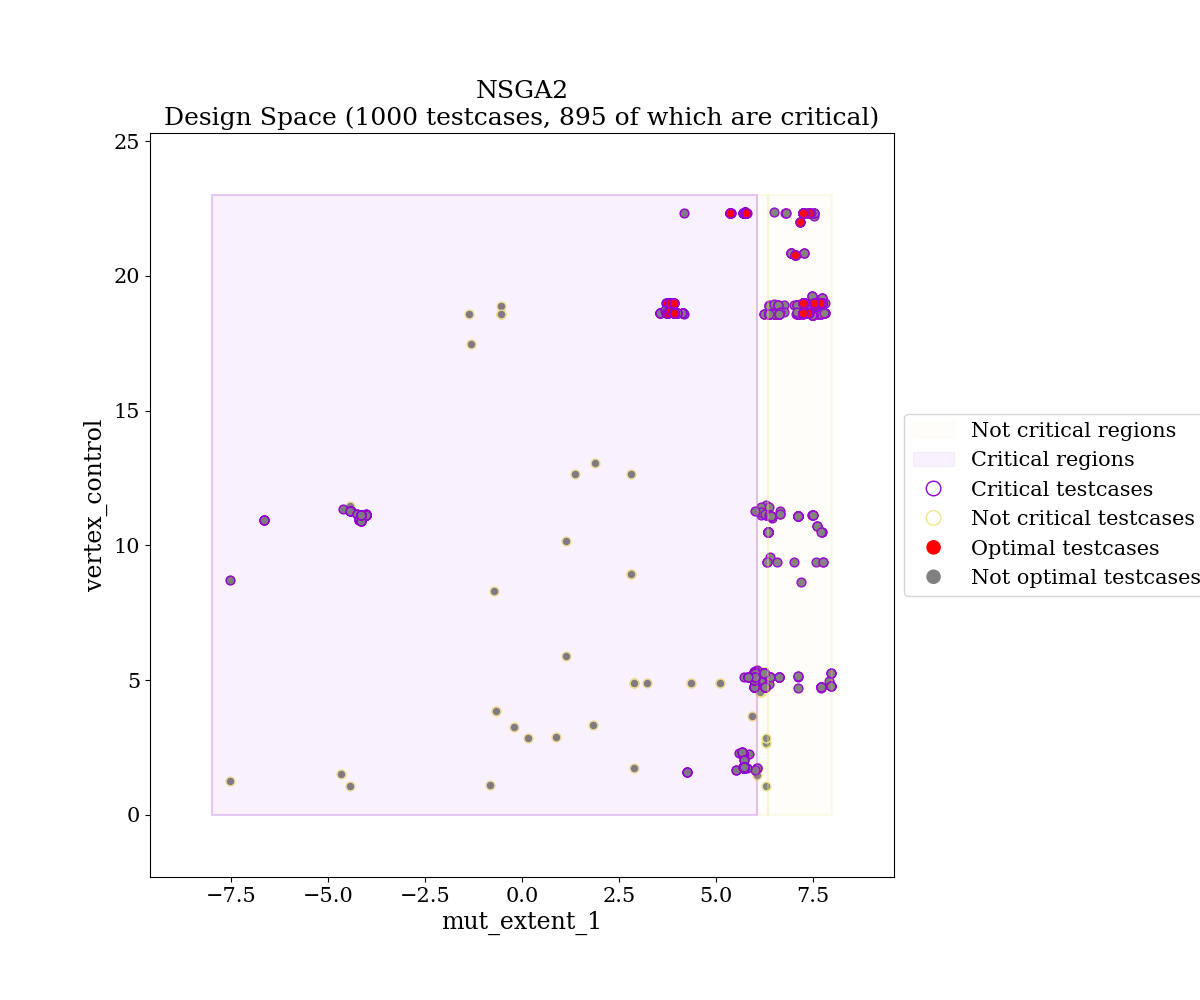 NSGA2
Design Space (1000 testcases, 895 of which are critical)
25
20
15
10
5
0
vertex_control
−7.5
−5.0
−2.5
0.0
2.5
5.0
7.5
mut_extent_1
Not critical regions
Critical regions
Critical testcases
Not critical testcases
Optimal testcases
Not optimal testcases